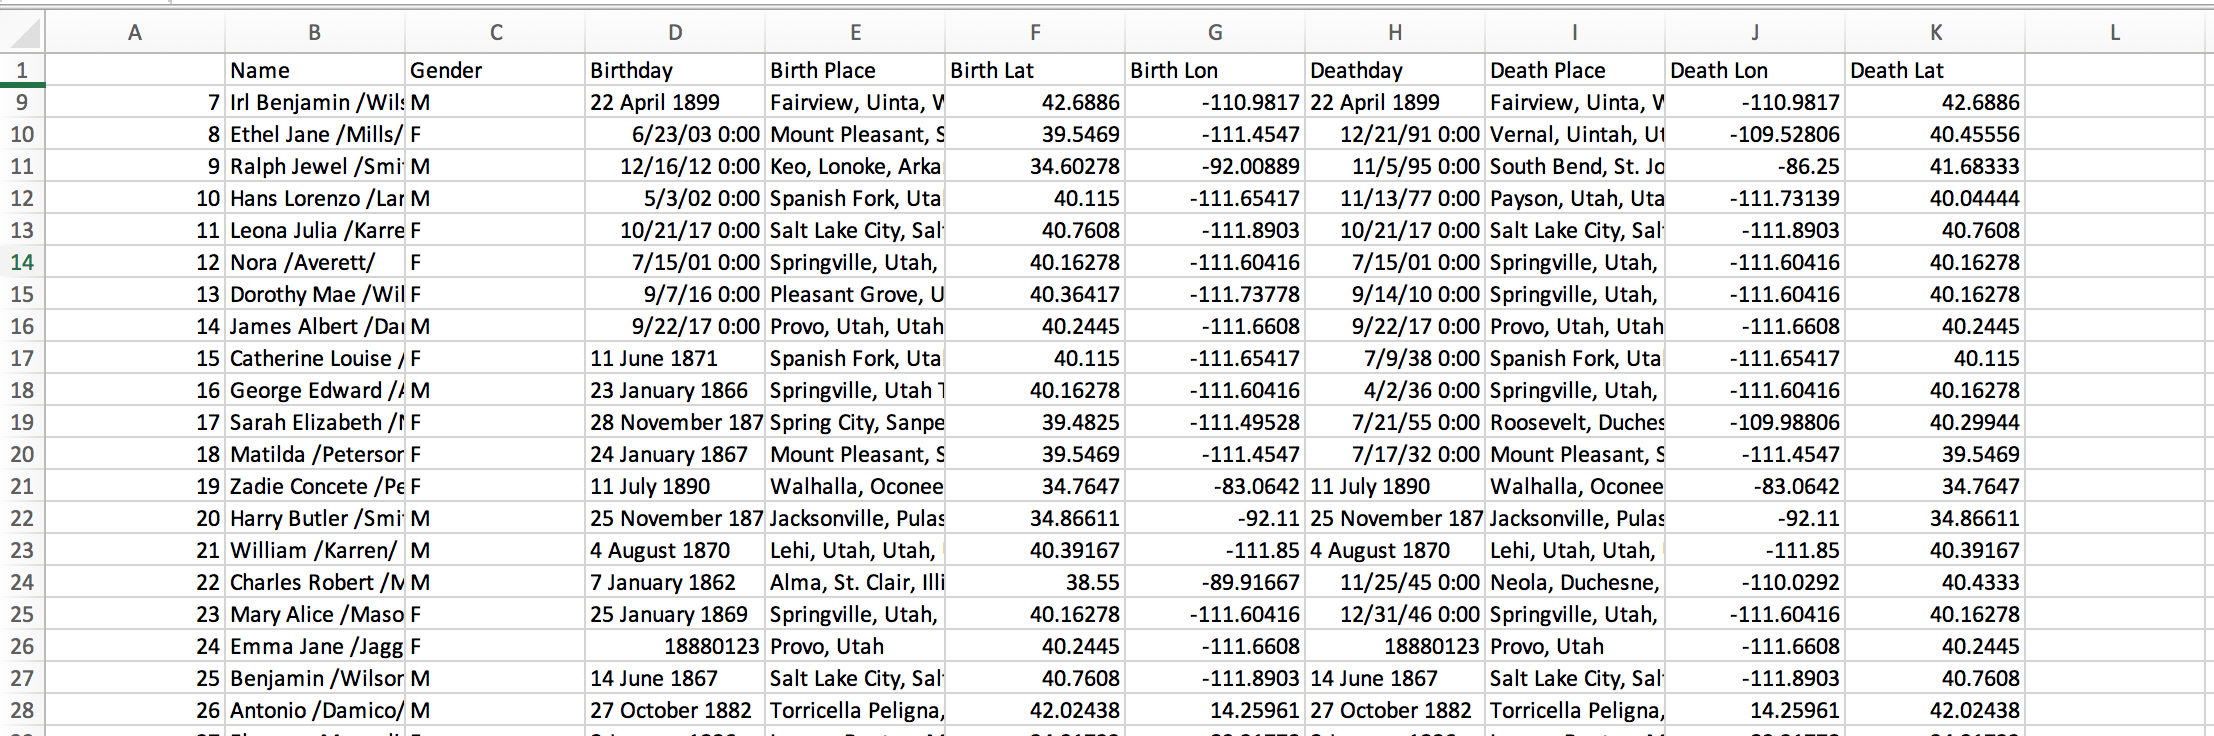 A B C D E F G H I J K L
1 Name Gender Birthday Birth Place Birth Lat Birth Lon Deathday Death Place Death Lon Death Lat
9 7 Irl Benjamin /Wils M 22 April 1899 Fairview, Uinta, W 42.6886 -110.9817 22 April 1899 Fairview, Uinta, W -110.9817 42.6886
10 8 Ethel Jane /Mills/ F 6/23/03 0:00 Mount Pleasant, S 39.5469 -111.4547 12/21/91 0:00 Vernal, Uintah, Ut -109.52806 40.45556
11 9 Ralph Jewel /Smi M 12/16/12 0:00 Keo, Lonoke, Arka 34.60278 -92.00889 11/5/95 0:00 South Bend, St. Jo -86.25 41.68333
12 10 Hans Lorenzo /Lar M 5/3/02 0:00 Spanish Fork, Uta 40.115 -111.65417 11/13/77 0:00 Payson, Utah, Uta -111.73139 40.04444
13 11 Leona Julia /Karre F 10/21/17 0:00 Salt Lake City, Sal 40.7608 -111.8903 10/21/17 0:00 Salt Lake City, Sal -111.8903 40.7608
14 12 Nora /Averett/ F 7/15/01 0:00 Springville, Utah, 40.16278 -111.60416 7/15/01 0:00 Springville, Utah, -111.60416 40.16278
15 13 Dorothy Mae /Wil F 9/7/16 0:00 Pleasant Grove, U 40.36417 -111.73778 9/14/10 0:00 Springville, Utah, -111.60416 40.16278
16 14 James Albert /Dar M 9/22/17 0:00 Provo, Utah, Utah 40.2445 -111.6608 9/22/17 0:00 Provo, Utah, Utah -111.6608 40.2445
17 15 Catherine Louise / F 11 June 1871 Spanish Fork, Uta 40.115 -111.65417 7/9/38 0:00 Spanish Fork, Uta -111.65417 40.115
18 16 George Edward /A M 23 January 1866 Springville, Utah T 40.16278 -111.60416 4/2/36 0:00 Springville, Utah, -111.60416 40.16278
19 17 Sarah Elizabeth /N F 28 November 187 Spring City, Sanpe 39.4825 -111.49528 7/21/55 0:00 Roosevelt, Duches -109.98806 40.29944
20 18 Matilda /Peterson F 24 January 1867 Mount Pleasant, S 39.5469 -111.4547 7/17/32 0:00 Mount Pleasant, S -111.4547 39.5469
21 19 Zadie Concete /Pe F 11 July 1890 Walhalla, Oconee 34.7647 -83.0642 11 July 1890 Walhalla, Oconee -83.0642 34.7647
22 20 Harry Butler /Smi M 25 November 187 Jacksonville, Pulas 34.86611 -92.11 25 November 187 Jacksonville, Pulas -92.11 34.86611
23 21 William /Karren/ M 4 August 1870 Lehi, Utah, Utah, 40.39167 -111.85 4 August 1870 Lehi, Utah, Utah, -111.85 40.39167
24 22 Charles Robert /M M 7 January 1862 Alma, St. Clair, Illi 38.55 -89.91667 11/25/45 0:00 Neola, Duchesne, -110.0292 40.4333
25 23 Mary Alice /Maso F 25 January 1869 Springville, Utah, 40.16278 -111.60416 12/31/46 0:00 Springville, Utah, -111.60416 40.16278
26 24 Emma Jane /Jagg F 18880123 Provo, Utah 40.2445 -111.6608 18880123 Provo, Utah -111.6608 40.2445
27 25 Benjamin /Wilson M 14 June 1867 Salt Lake City, Sal 40.7608 -111.8903 14 June 1867 Salt Lake City, Sal -111.8903 40.7608
28 26 Antonio /Damico/ M 27 October 1882 Torricella Peligna, 42.02438 14.25961 27 October 1882 Torricella Peligna, 14.25961 42.02438